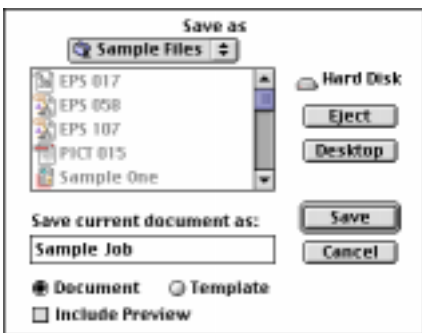 Save as
Sample Files
EPS 017
EPS 058
EPS 107
PICT 015
Sample One
Hard Disk
Eject
Desktop
Save current document as:
Sample Job
Save
Cancel
Document Template
Include Preview